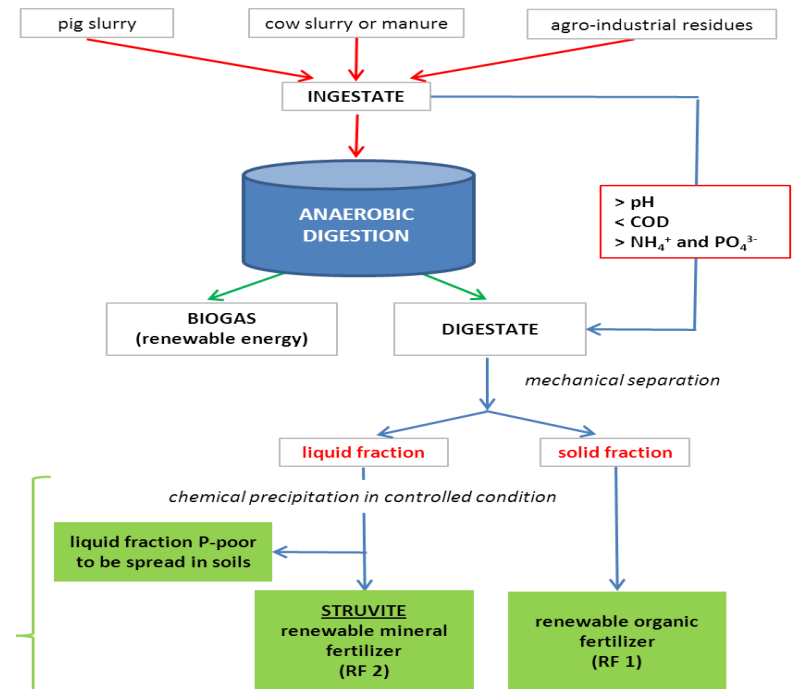 pig slurry
cow slurry or manure
agro-industrial residues
INGESTATE
ANAEROBIC
DIGESTION
> pH
< COD
> NH₄⁺ and PO₄³⁻
BIOGAS
(renewable energy)
DIGESTATE
mechanical separation
liquid fraction
solid fraction
chemical precipitation in controlled condition
liquid fraction P-poor
to be spread in soils
STRUVITE
renewable mineral
fertilizer
(RF 2)
renewable organic
fertilizer
(RF 1)